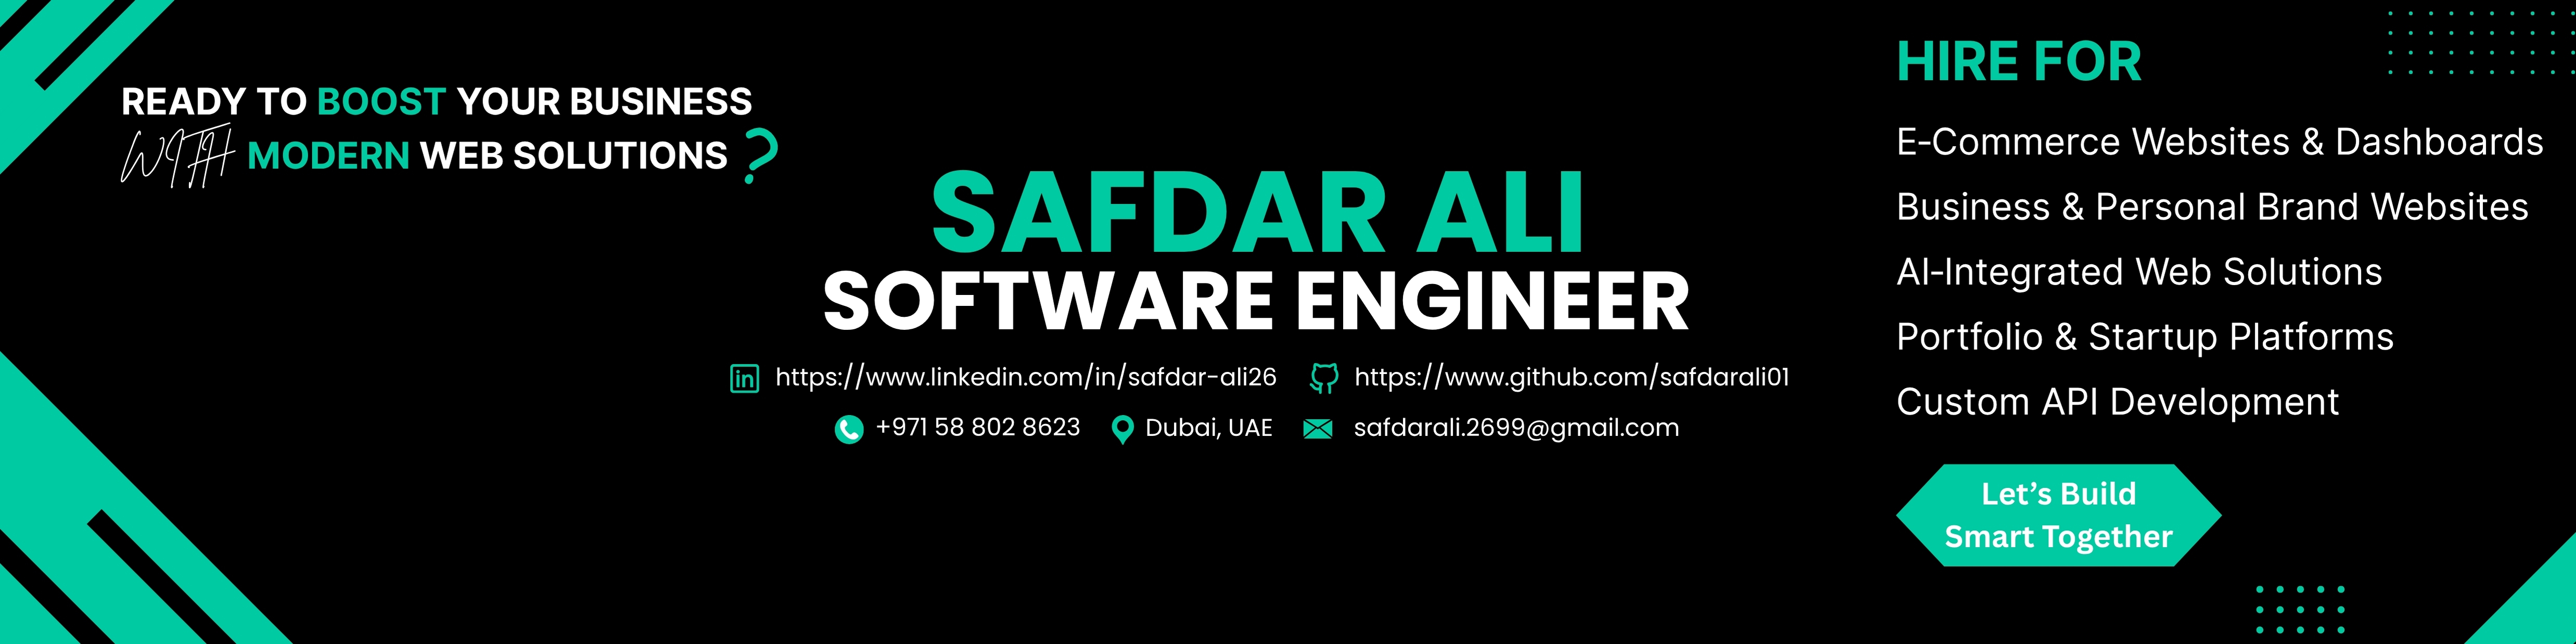 READY TO BOOST YOUR BUSINESS
WITH MODERN WEB SOLUTIONS ?
SAFDAR ALI
SOFTWARE ENGINEER
in https://www.linkedin.com/in/safdar-ali26 https://www.github.com/safdarali01
+971 58 802 8623 Dubai, UAE safdarali.2699@gmail.com
HIRE FOR
E-Commerce Websites & Dashboards
Business & Personal Brand Websites
AI-Integrated Web Solutions
Portfolio & Startup Platforms
Custom API Development
Let’s Build
Smart Together